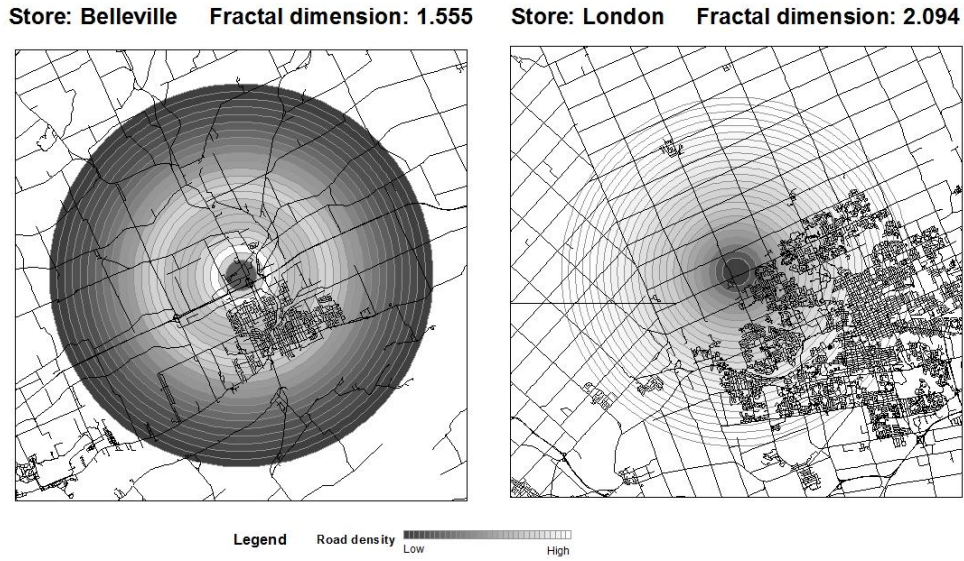 Store: Belleville Fractal dimension: 1.555
Store: London Fractal dimension: 2.094
Legend
Road density
Low
High